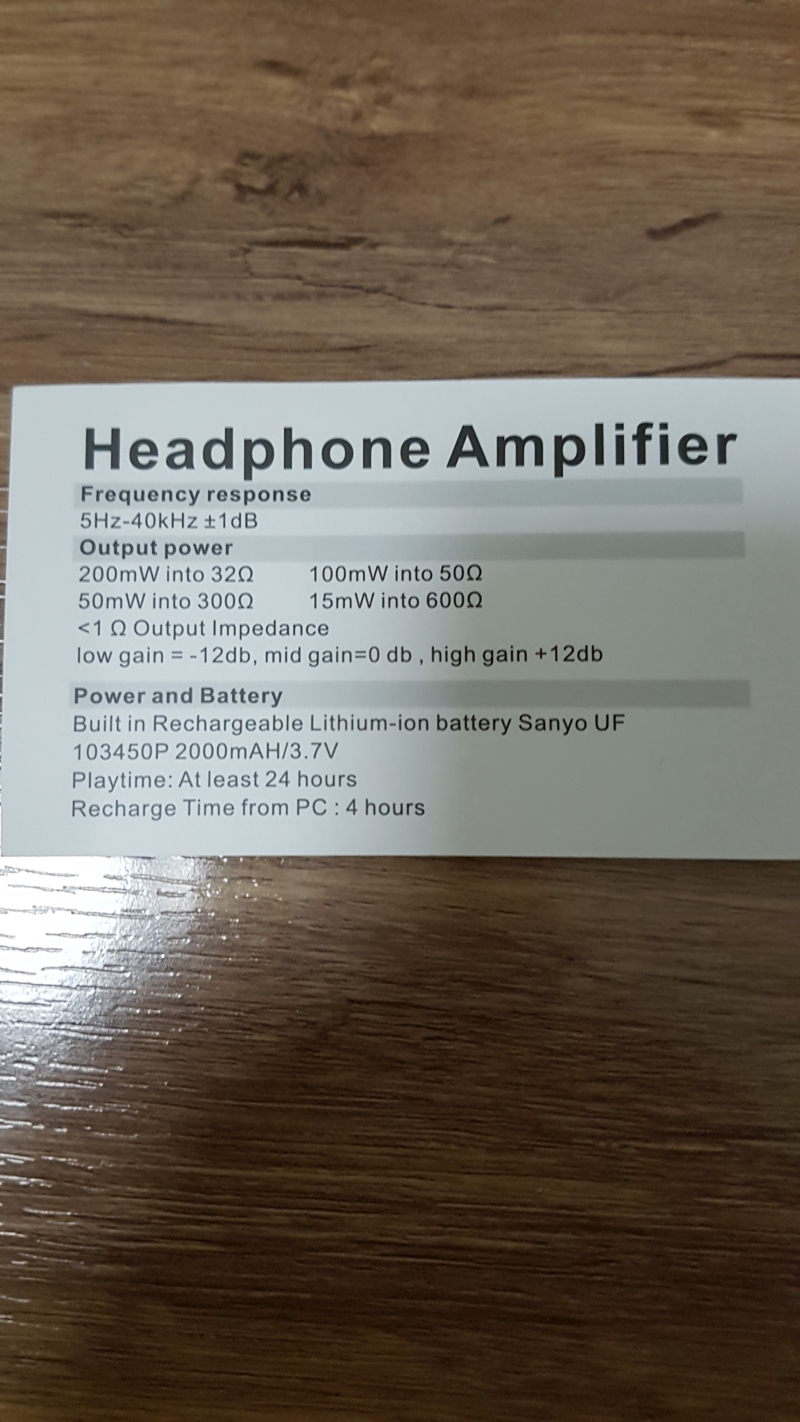 Headphone Amplifier
Frequency response
5Hz-40kHz ±1dB
Output power
200mW into 32Ω 100mW into 50Ω
50mW into 300Ω 15mW into 600Ω
<1 Ω Output Impedance
low gain = -12db, mid gain=0 db , high gain +12db
Power and Battery
Built in Rechargeable Lithium-ion battery Sanyo UF
103450P 2000mAH/3.7V
Playtime: At least 24 hours
Recharge Time from PC : 4 hours